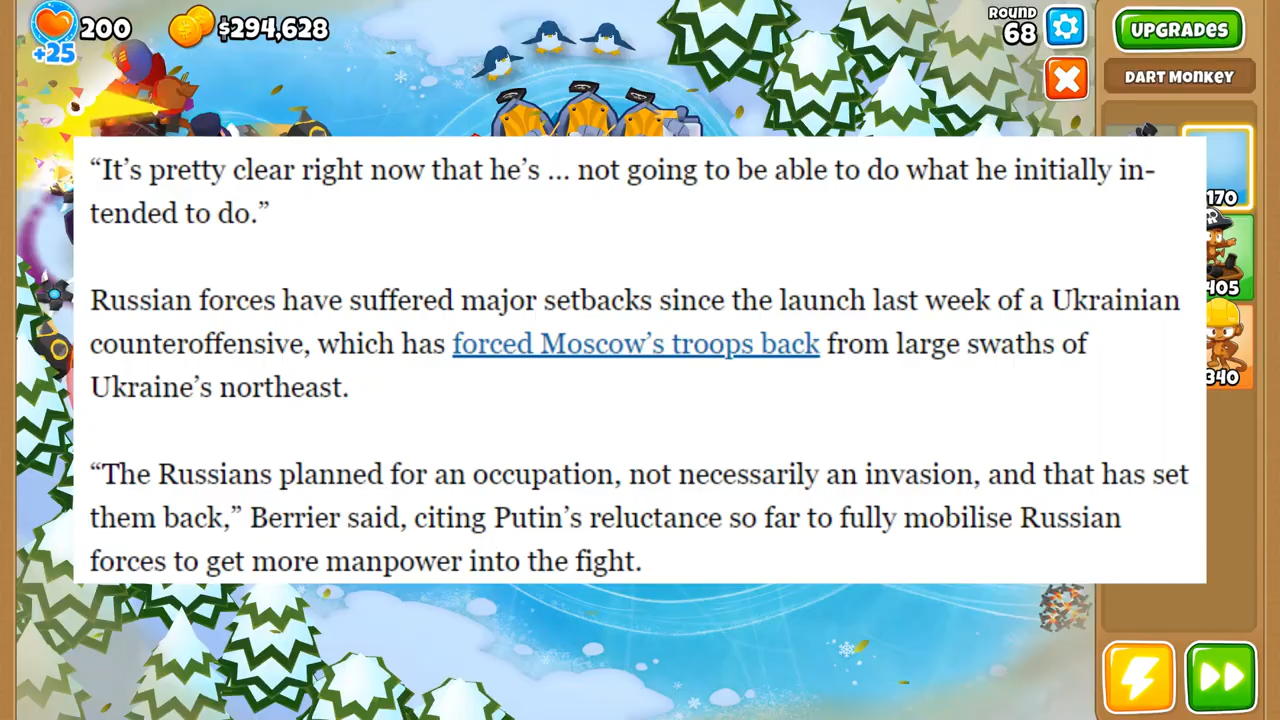 200
+25
$294,628
ROUND
68
UPGRADES
DART MONKEY
170
405
340
“It’s pretty clear right now that he’s ... not going to be able to do what he initially in-
tended to do.”
Russian forces have suffered major setbacks since the launch last week of a Ukrainian
counteroffensive, which has forced Moscow’s troops back from large swaths of
Ukraine’s northeast.
“The Russians planned for an occupation, not necessarily an invasion, and that has set
them back,” Berrier said, citing Putin’s reluctance so far to fully mobilise Russian
forces to get more manpower into the fight.